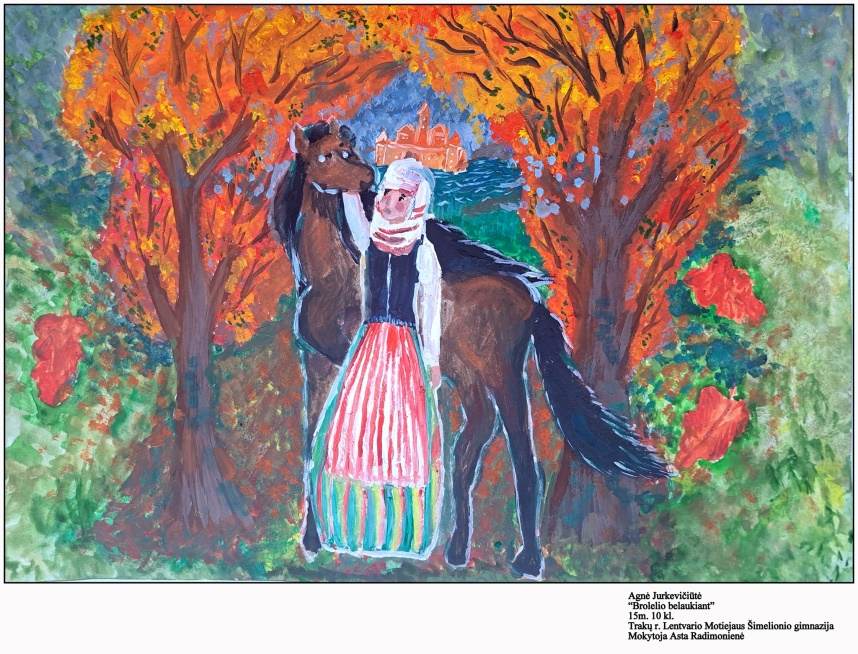 Agnė Jurkevičiūtė
“Brolelio belaukiant”
15m. 10 kl.
Trakų r. Lentvario Motiejaus Šimelionio gimnazija
Mokytoja Asta Radimonienė